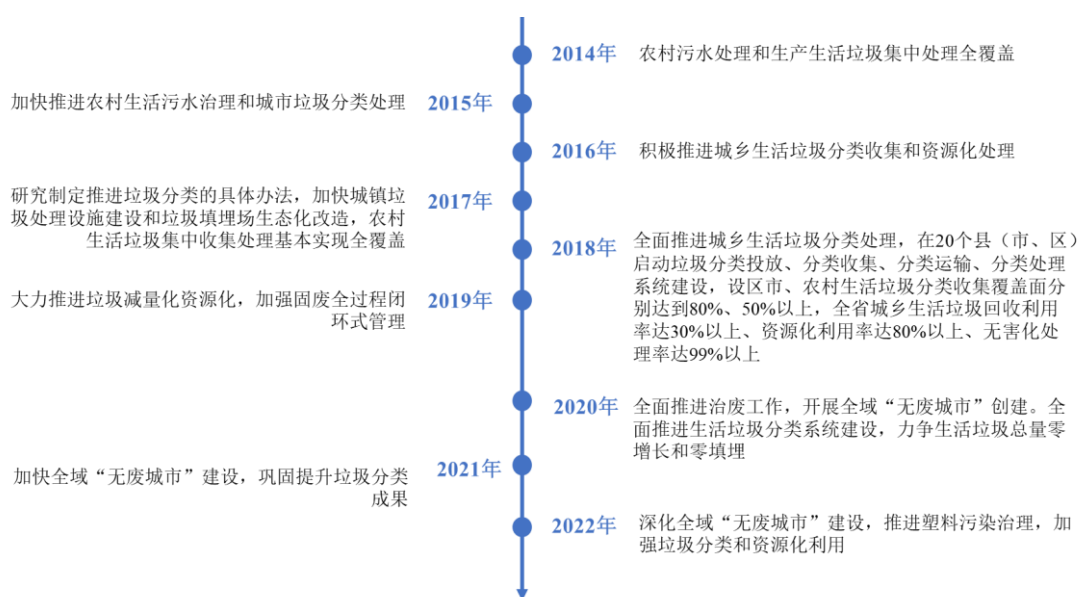 2014年
农村污水处理和生产生活垃圾集中处理全覆盖
加快推进农村生活污水治理和城市垃圾分类处理
2015年
2016年
积极推进城乡生活垃圾分类收集和资源化处理
研究制定推进垃圾分类的具体办法，加快城镇垃
圾处理设施建设和垃圾填埋场生态化改造，农村
生活垃圾集中收集处理基本实现全覆盖
2017年
2018年
全面推进城乡生活垃圾分类处理，在20个县（市、区）
启动垃圾分类投放、分类收集、分类运输、分类处理
系统建设，设区市、农村生活垃圾分类收集覆盖面分
别达到80%、50%以上，全省城乡生活垃圾回收利用
率达30%以上、资源化利用率达80%以上、无害化处
理率达99%以上
大力推进垃圾减量化资源化，加强固废全过程闭
环式管理
2019年
2020年
全面推进治废工作，开展全域“无废城市”创建。全
面推进生活垃圾分类系统建设，力争生活垃圾总量零
增长和零填埋
加快全域“无废城市”建设，巩固提升垃圾分类
成果
2021年
2022年
深化全域“无废城市”建设，推进塑料污染治理，加
强垃圾分类和资源化利用